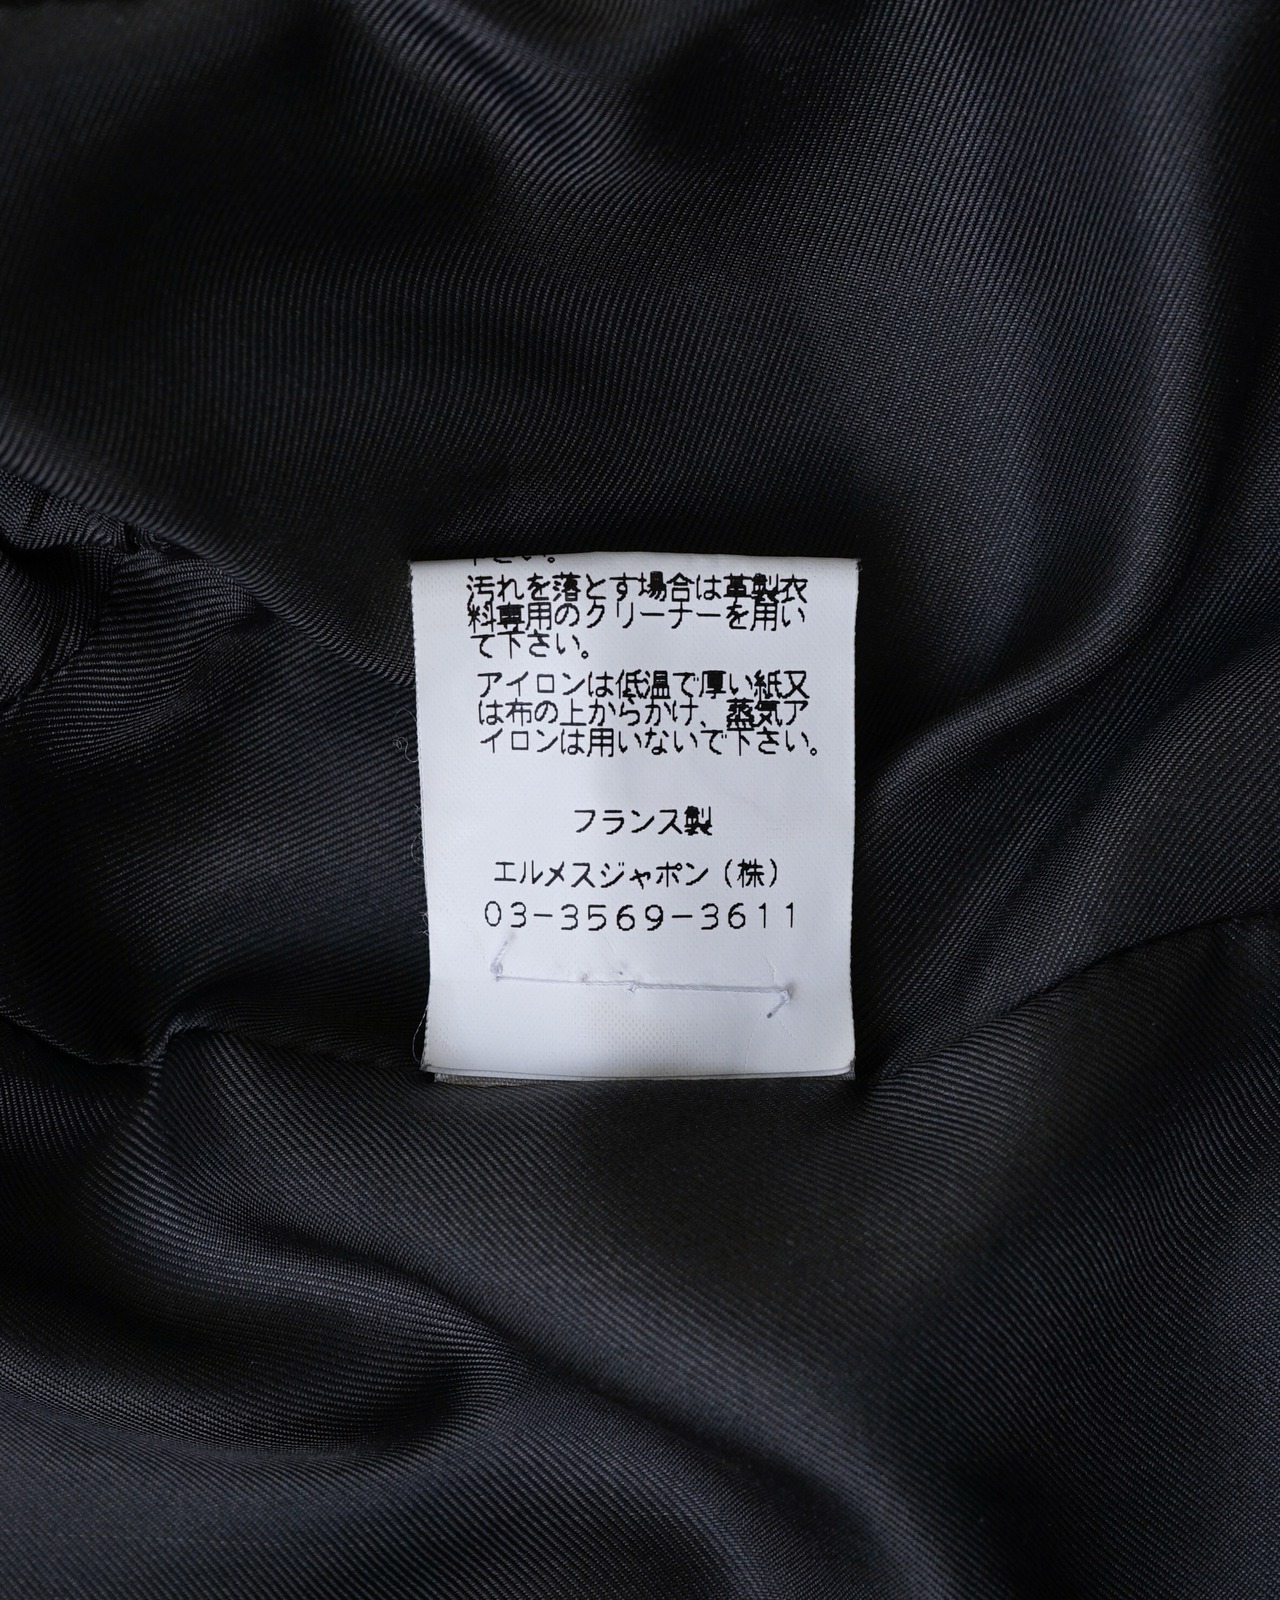 下さい。
汚れを落とす場合は革製衣
料専用のクリーナーを用い
て下さい。
アイロンは低温で厚い紙又
は布の上からかけ、蒸気ア
イロンは用いないで下さい。
フランス製
エルメスジャポン（株）
03-3569-3611